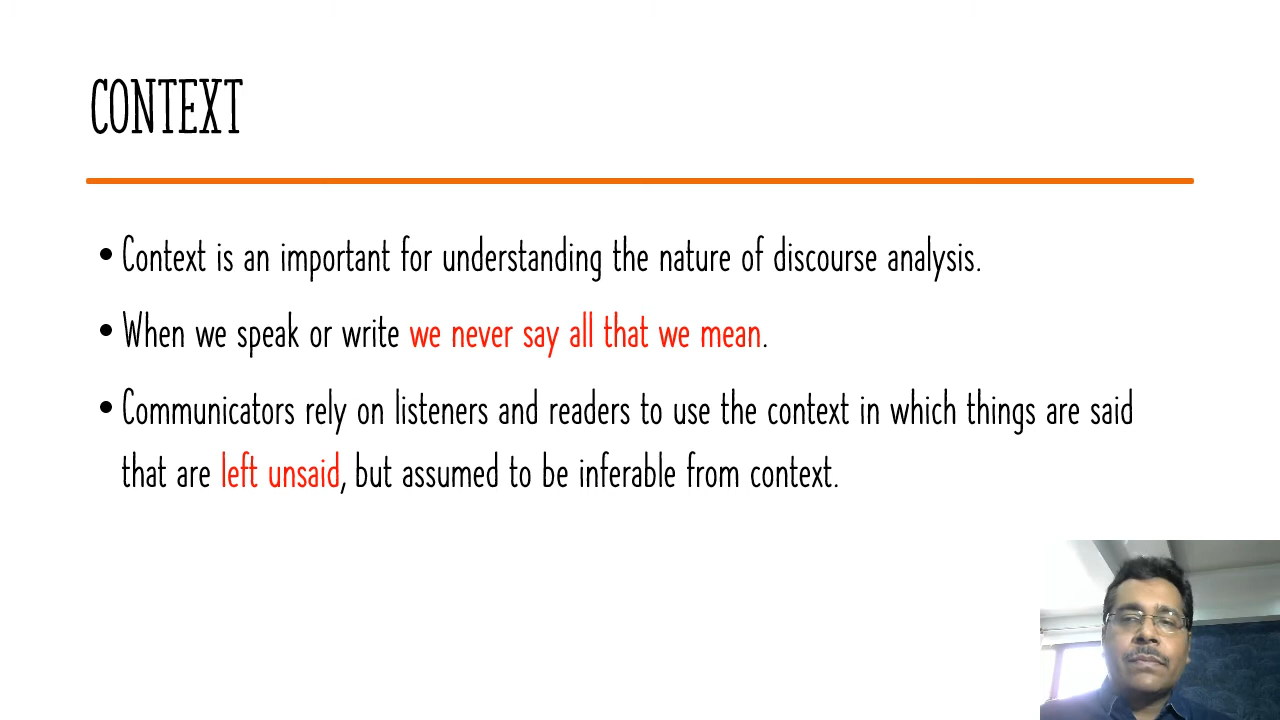 CONTEXT
• Context is an important for understanding the nature of discourse analysis.
• When we speak or write we never say all that we mean.
• Communicators rely on listeners and readers to use the context in which things are said
that are left unsaid, but assumed to be inferable from context.